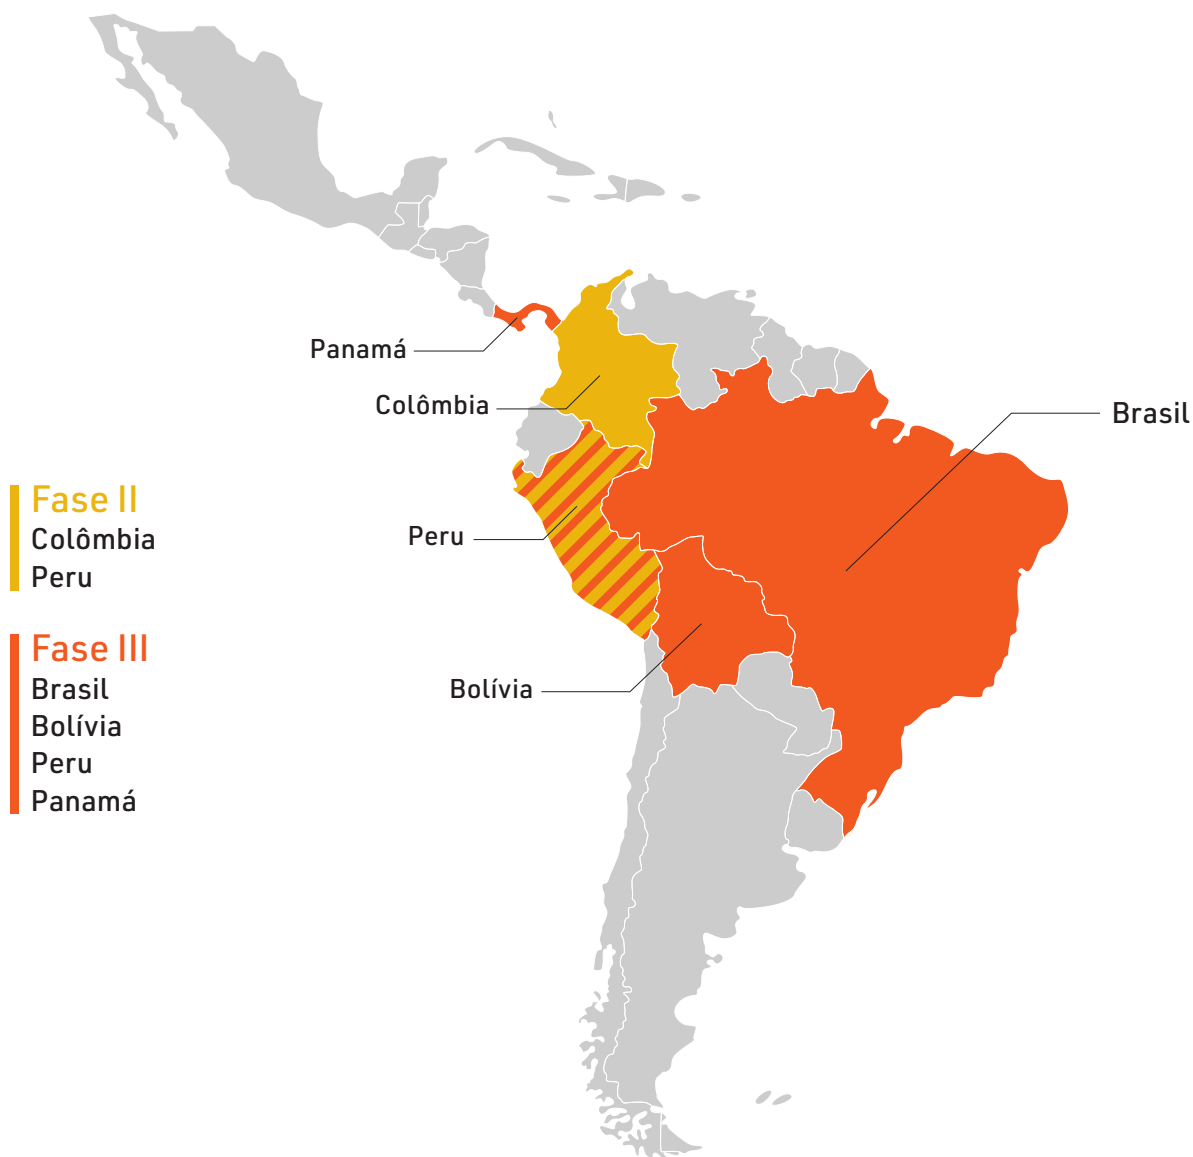 Panamá
Colômbia
Brasil
Fase II
Colômbia
Peru
Peru
Fase III
Brasil
Bolívia
Peru
Panamá
Bolívia